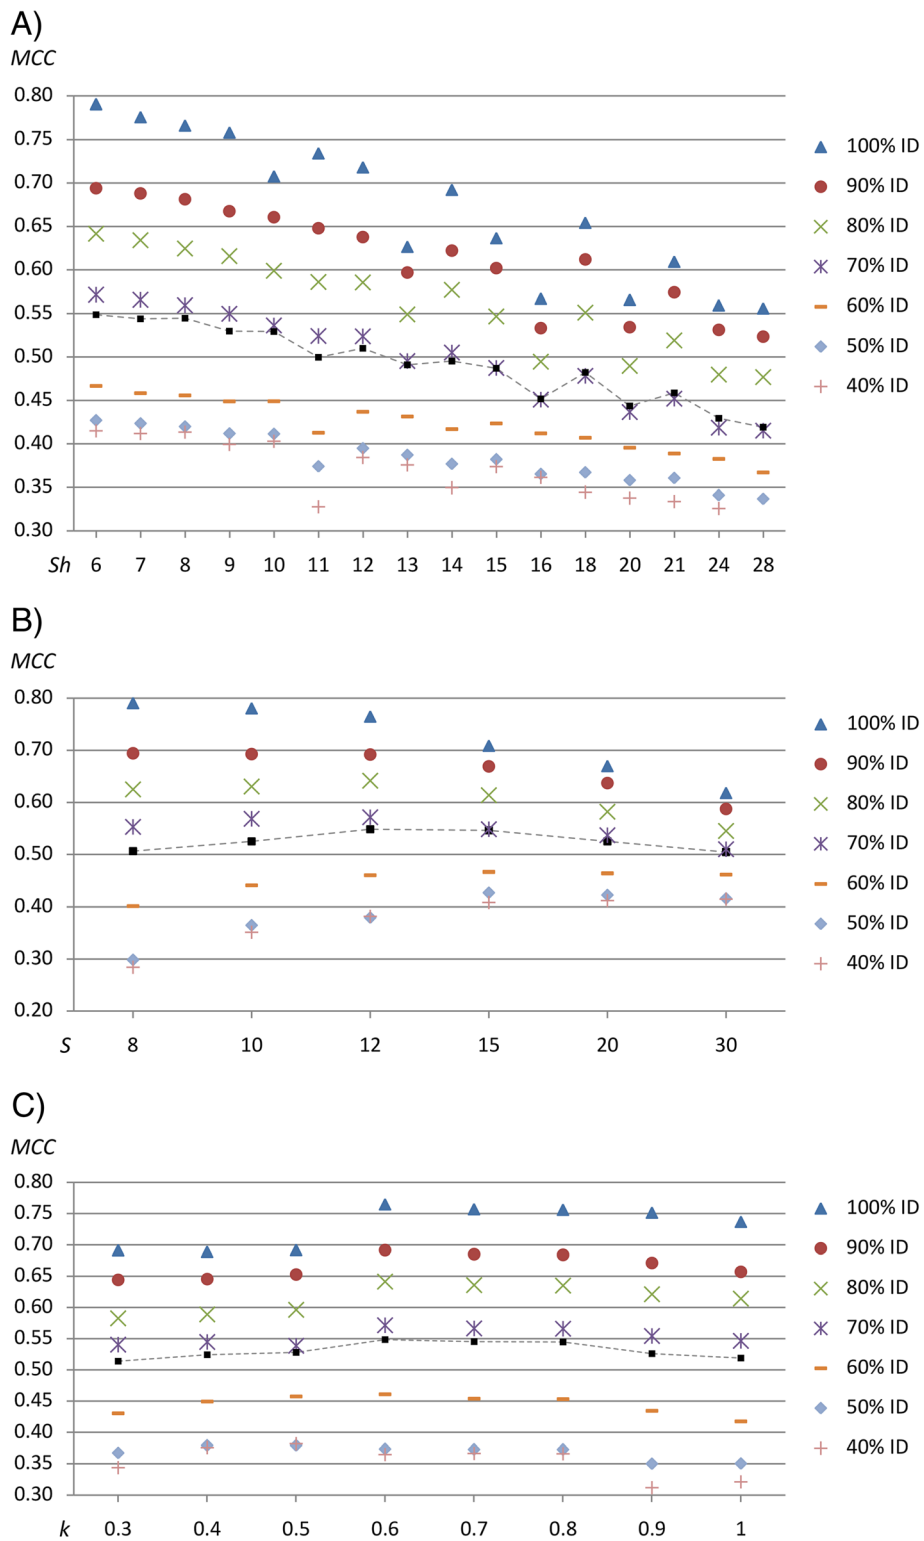 A)
MCC
0.80
0.75
0.70
0.65
0.60
0.55
0.50
0.45
0.40
0.35
0.30
Sh 6 7 8 9 10 11 12 13 14 15 16 18 20 21 24 28
100% ID
90% ID
80% ID
70% ID
60% ID
50% ID
40% ID
B)
MCC
0.80
0.70
0.60
0.50
0.40
0.30
0.20
S 8 10 12 15 20 30
100% ID
90% ID
80% ID
70% ID
60% ID
50% ID
40% ID
C)
MCC
0.80
0.75
0.70
0.65
0.60
0.55
0.50
0.45
0.40
0.35
0.30
k 0.3 0.4 0.5 0.6 0.7 0.8 0.9 1
100% ID
90% ID
80% ID
70% ID
60% ID
50% ID
40% ID